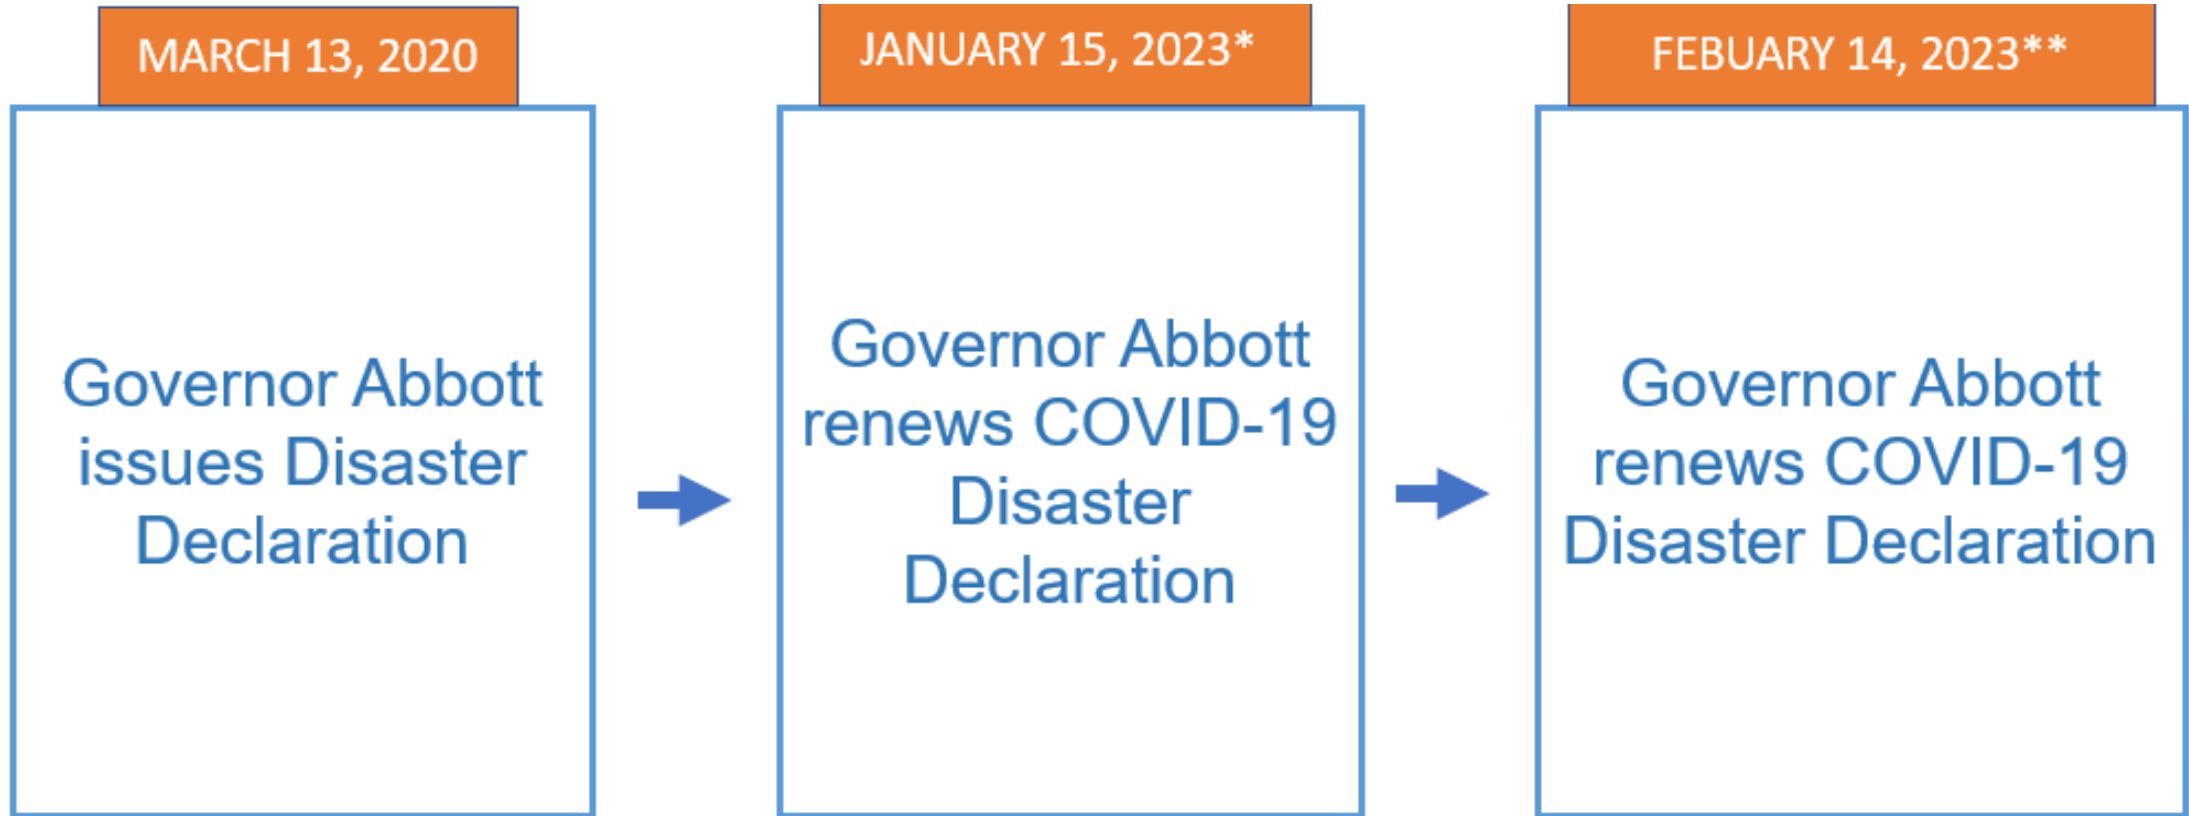 MARCH 13, 2020
Governor Abbott
issues Disaster
Declaration
JANUARY 15, 2023*
Governor Abbott
renews COVID-19
Disaster
Declaration
FEBUARY 14, 2023**
Governor Abbott
renews COVID-19
Disaster Declaration